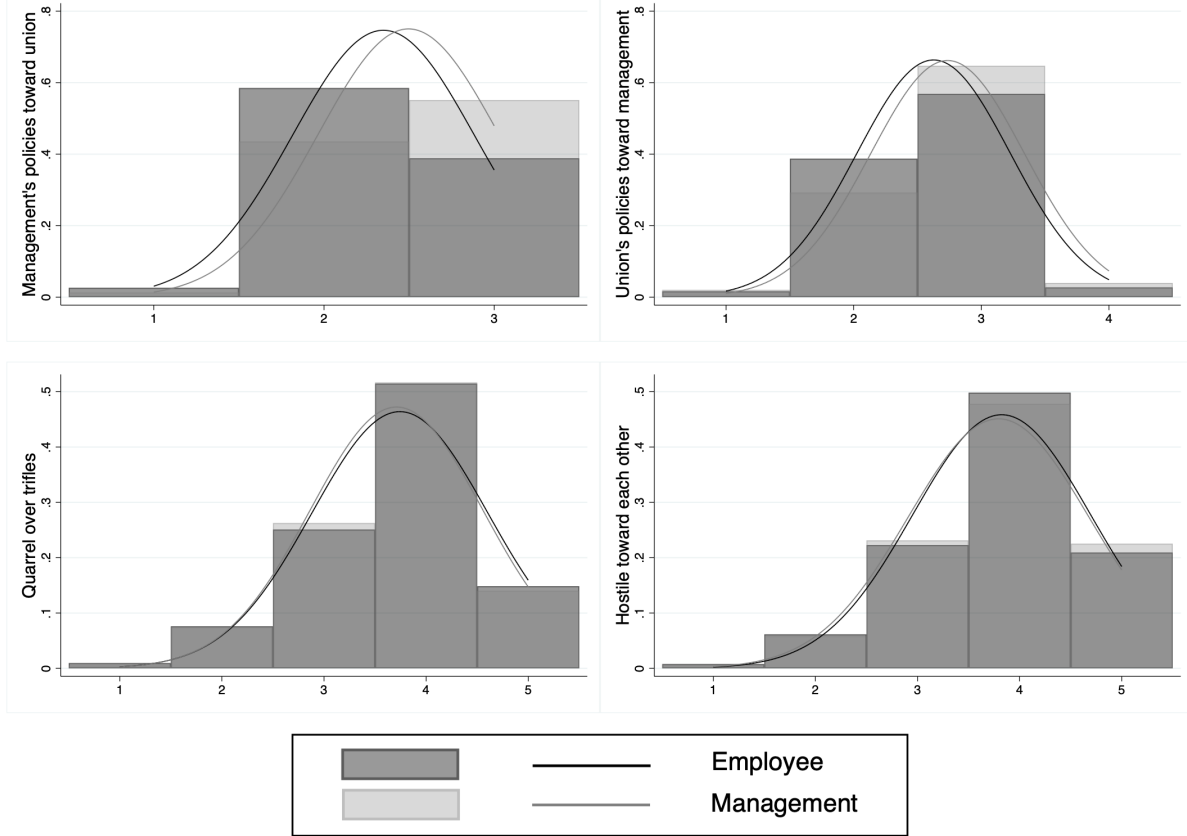 Management's policies toward union
0 .2 .4 .6 .8
1 2 3
Union's policies toward management
0 .2 .4 .6 .8
1 2 3 4
Quarrel over trifles
0 .1 .2 .3 .4 .5
1 2 3 4 5
Hostile toward each other
0 .1 .2 .3 .4 .5
1 2 3 4 5
Employee
Management